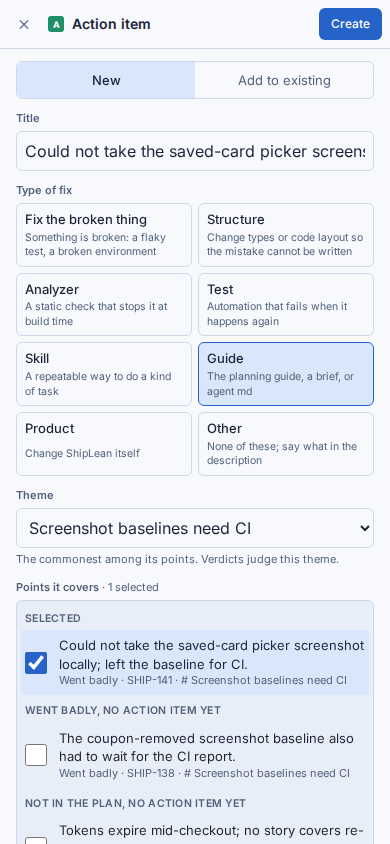 A Action item Create
New Add to existing
Title
Could not take the saved-card picker screens
Type of fix
Fix the broken thing
Something is broken: a flaky
test, a broken environment
Structure
Change types or code layout so
the mistake cannot be written
Analyzer
A static check that stops it at
build time
Test
Automation that fails when it
happens again
Skill
A repeatable way to do a kind
of task
Guide
The planning guide, a brief, or
agent md
Product
Change ShipLean itself
Other
None of these; say what in the
description
Theme
Screenshot baselines need CI
The commonest among its points. Verdicts judge this theme.
Points it covers · 1 selected
SELECTED
Could not take the saved-card picker screenshot
locally; left the baseline for CI.
Went badly · SHIP-141 · # Screenshot baselines need CI
WENT BADLY, NO ACTION ITEM YET
The coupon-removed screenshot baseline also
had to wait for the CI report.
Went badly · SHIP-138 · # Screenshot baselines need CI
NOT IN THE PLAN, NO ACTION ITEM YET
Tokens expire mid-checkout; no story covers re-